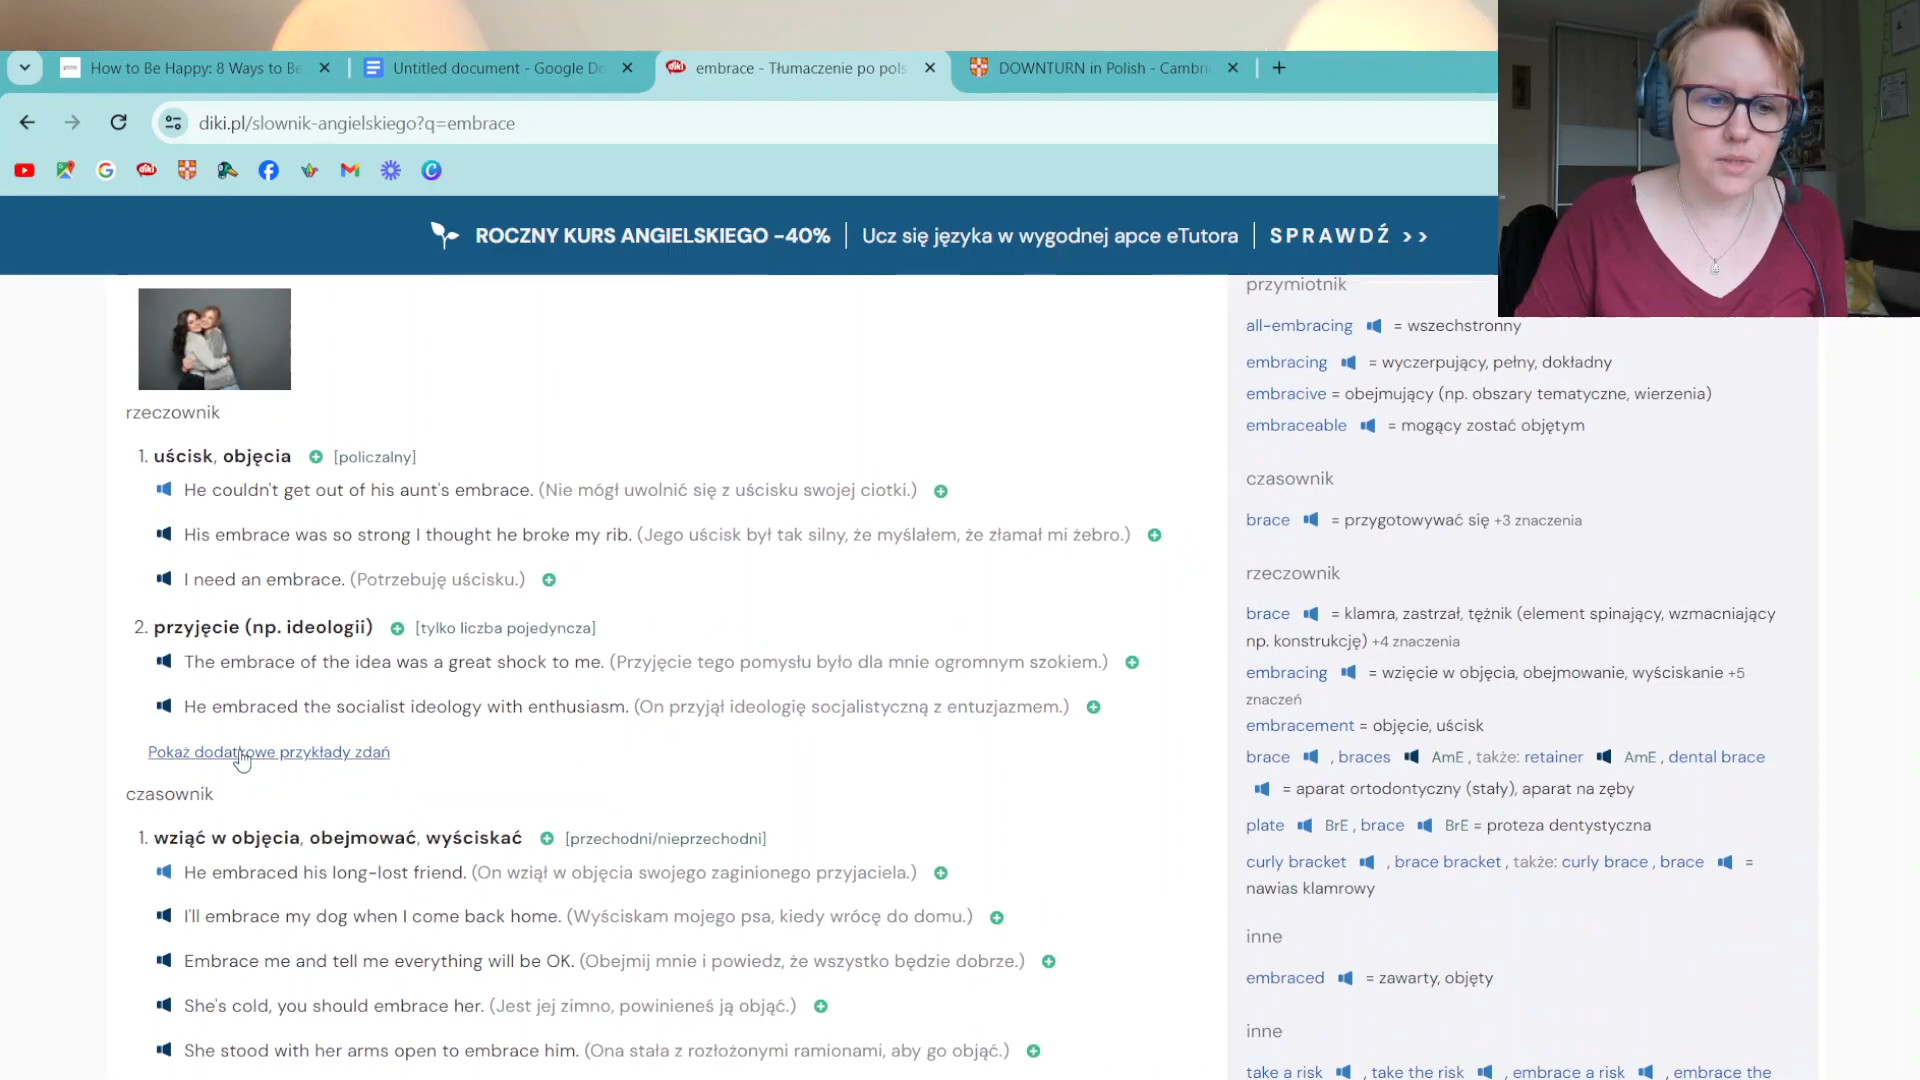 How to Be Happy: 8 Ways to Be
Untitled document - Google Do
embrace - Tłumaczenie po pols
DOWNTURN in Polish - Cambri
diki.pl/slownik-angielskiego?q=embrace
ROCZNY KURS ANGIELSKIEGO -40% | Ucz się języka w wygodnej apce eTutora | SPRAWDŹ >>
rzeczownik
1. uścisk, objęcia [policzalny]
He couldn't get out of his aunt's embrace. (Nie mógł uwolnić się z uścisku swojej ciotki.)
His embrace was so strong I thought he broke my rib. (Jego uścisk był tak silny, że myślałem, że złamał mi żebro.)
I need an embrace. (Potrzebuję uścisku.)
2. przyjęcie (np. ideologii) [tylko liczba pojedyncza]
The embrace of the idea was a great shock to me. (Przyjęcie tego pomysłu było dla mnie ogromnym szokiem.)
He embraced the socialist ideology with enthusiasm. (On przyjął ideologię socjalistyczną z entuzjazmem.)
Pokaż dodatkowe przykłady zdań
czasownik
1. wziąć w objęcia, obejmować, wyściskać [przechodni/nieprzechodni]
He embraced his long-lost friend. (On wziął w objęcia swojego zaginionego przyjaciela.)
I'll embrace my dog when I come back home. (Wyściskam mojego psa, kiedy wrócę do domu.)
Embrace me and tell me everything will be OK. (Obejmij mnie i powiedz, że wszystko będzie dobrze.)
She's cold, you should embrace her. (Jest jej zimno, powinieneś ją objąć.)
She stood with her arms open to embrace him. (Ona stała z rozłożonymi ramionami, aby go objąć.)
przymiotnik
all-embracing = wszechstronny
embracing = wyczerpujący, pełny, dokładny
embracive = obejmujący (np. obszary tematyczne, wierzenia)
embraceable = mogący zostać objętym
czasownik
brace = przygotowywać się +3 znaczenia
rzeczownik
brace = klamra, zastrzał, tężnik (element spinający, wzmacniający
np. konstrukcję) +4 znaczenia
embracing = wzięcie w objęcia, obejmowanie, wyściskanie +5
znaczeń
embracement = objęcie, uścisk
brace , braces AmE , także: retainer AmE , dental brace
= aparat ortodontyczny (stały), aparat na zęby
plate BrE , brace BrE = proteza dentystyczna
curly bracket , brace bracket , także: curly brace , brace =
nawias klamrowy
inne
embraced = zawarty, objęty
inne
take a risk , take the risk , embrace a risk , embrace the